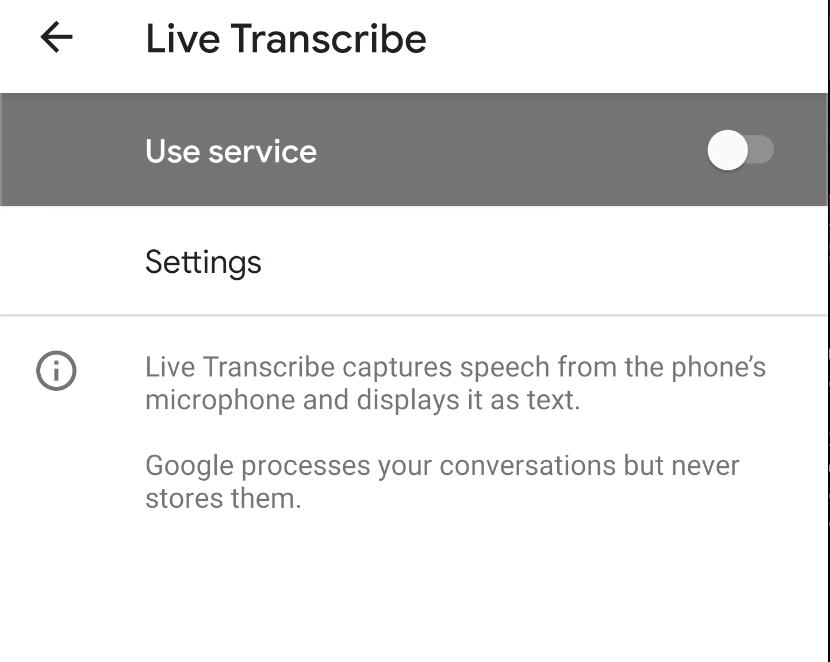 Live Transcribe
Use service
Settings
Live Transcribe captures speech from the phone’s
microphone and displays it as text.
Google processes your conversations but never
stores them.